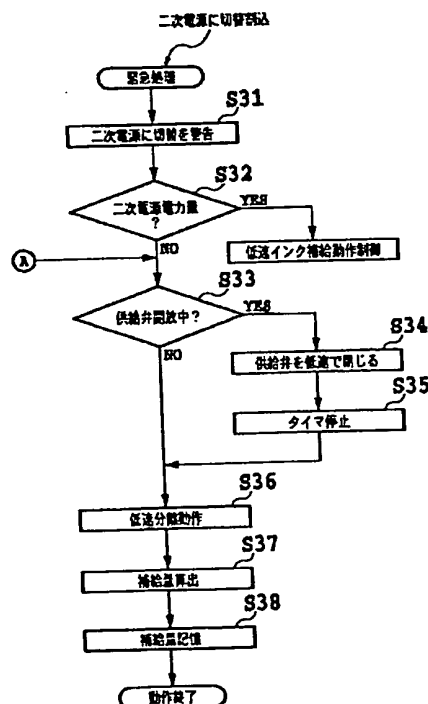 二次電源に切替割込
緊急処理
S31
二次電源に切替を警告
S32
二次電源電力量
?
YES
NO
低速インク補給動作制御
A
S33
供給弁開放中?
YES
NO
S34
供給弁を低速で閉じる
S35
タイマ停止
S36
低速分離動作
S37
補給量算出
S38
補給量記憶
動作終了